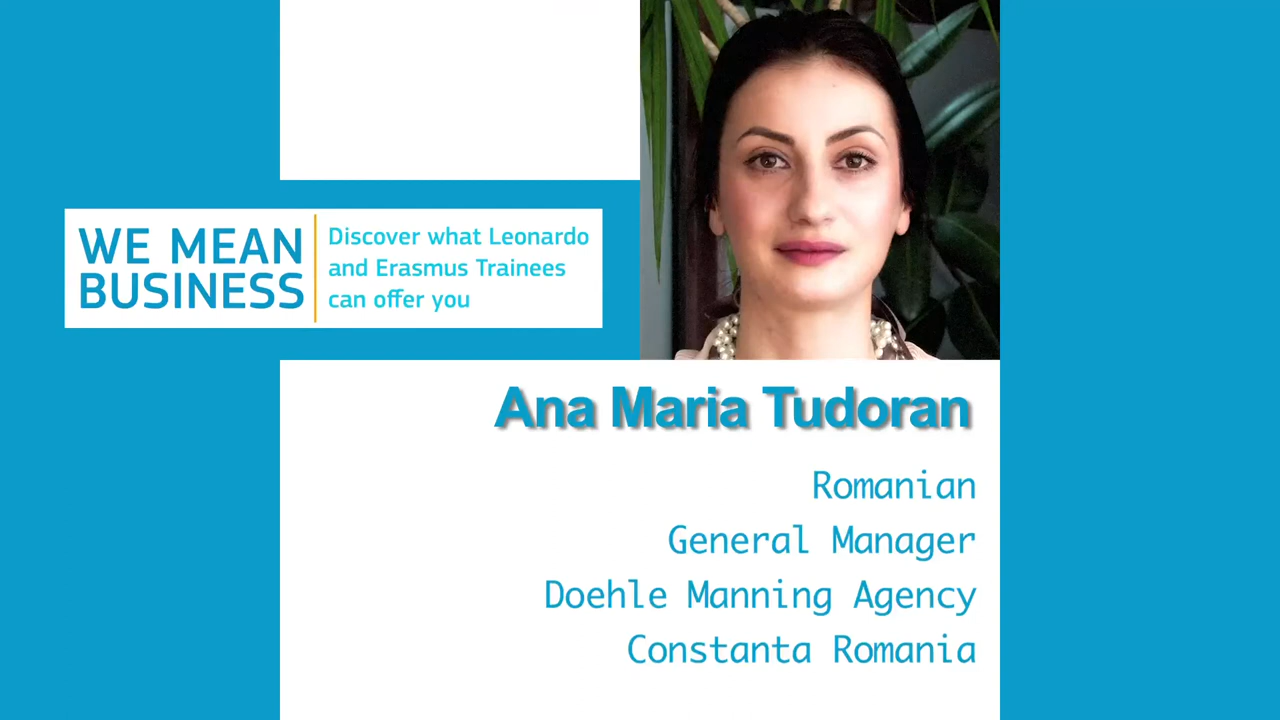 WE MEAN
BUSINESS
Discover what Leonardo
and Erasmus Trainees
can offer you
Ana Maria Tudoran
Romanian
General Manager
Doehle Manning Agency
Constanta Romania